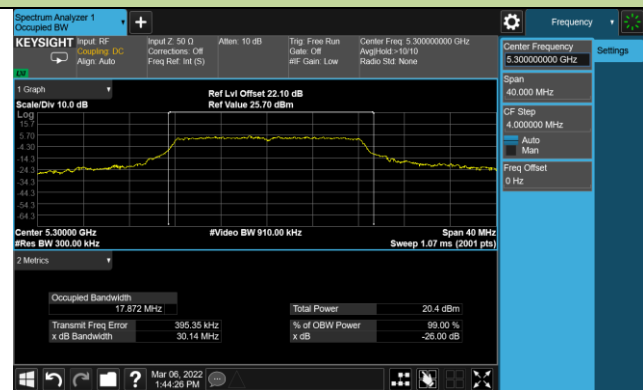 Spectrum Analyzer 1
Occupied BW
Frequency
KEYSIGHT
Input: RF
Coupling: DC
Align: Auto
Input Z: 50 Ω
Corrections: Off
Freq Ref: Int (S)
Atten: 10 dB
Trig: Free Run
Gate: Off
#IF Gain: Low
Center Freq: 5.300000000 GHz
Avg|Hold:>10/10
Radio Std: None
Center Frequency
5.300000000 GHz
Settings
Span
40.000 MHz
CF Step
4.000000 MHz
Auto
Man
Freq Offset
0 Hz
1 Graph
Scale/Div 10.0 dB
Ref Lvl Offset 22.10 dB
Ref Value 25.70 dBm
Log
15.7
5.70
-4.30
-14.3
-24.3
-34.3
-44.3
-54.3
-64.3
Center 5.30000 GHz
#Res BW 300.00 kHz
#Video BW 910.00 kHz
Span 40 MHz
Sweep 1.07 ms (2001 pts)
2 Metrics
Occupied Bandwidth
17.872 MHz
Total Power
20.4 dBm
Transmit Freq Error
395.35 kHz
% of OBW Power
99.00 %
x dB Bandwidth
30.14 MHz
x dB
-26.00 dB
Mar 06, 2022
1:44:26 PM